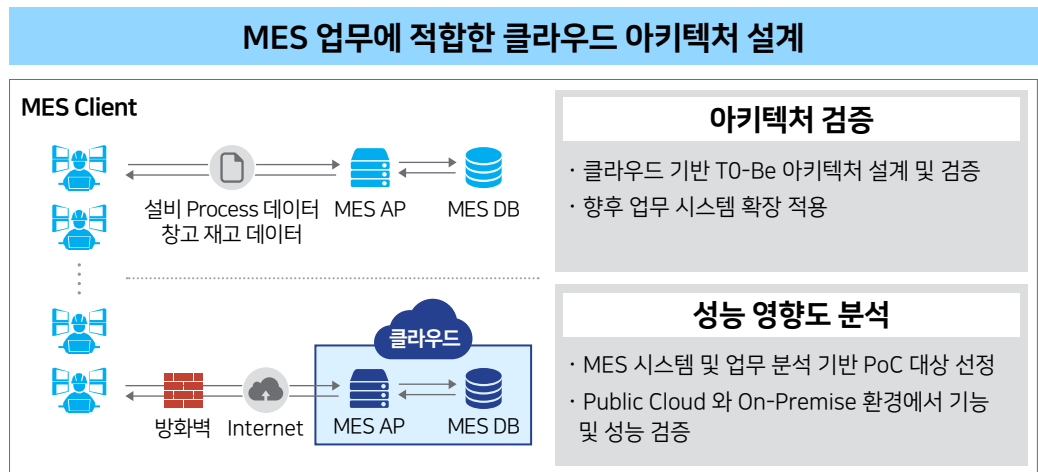 MES 업무에 적합한 클라우드 아키텍처 설계
MES Client
설비 Process 데이터
창고 재고 데이터
MES AP
MES DB
클라우드
방화벽
Internet
MES AP
MES DB
아키텍처 검증
· 클라우드 기반 T0-Be 아키텍처 설계 및 검증
· 향후 업무 시스템 확장 적용
성능 영향도 분석
· MES 시스템 및 업무 분석 기반 PoC 대상 선정
· Public Cloud 와 On-Premise 환경에서 기능
및 성능 검증